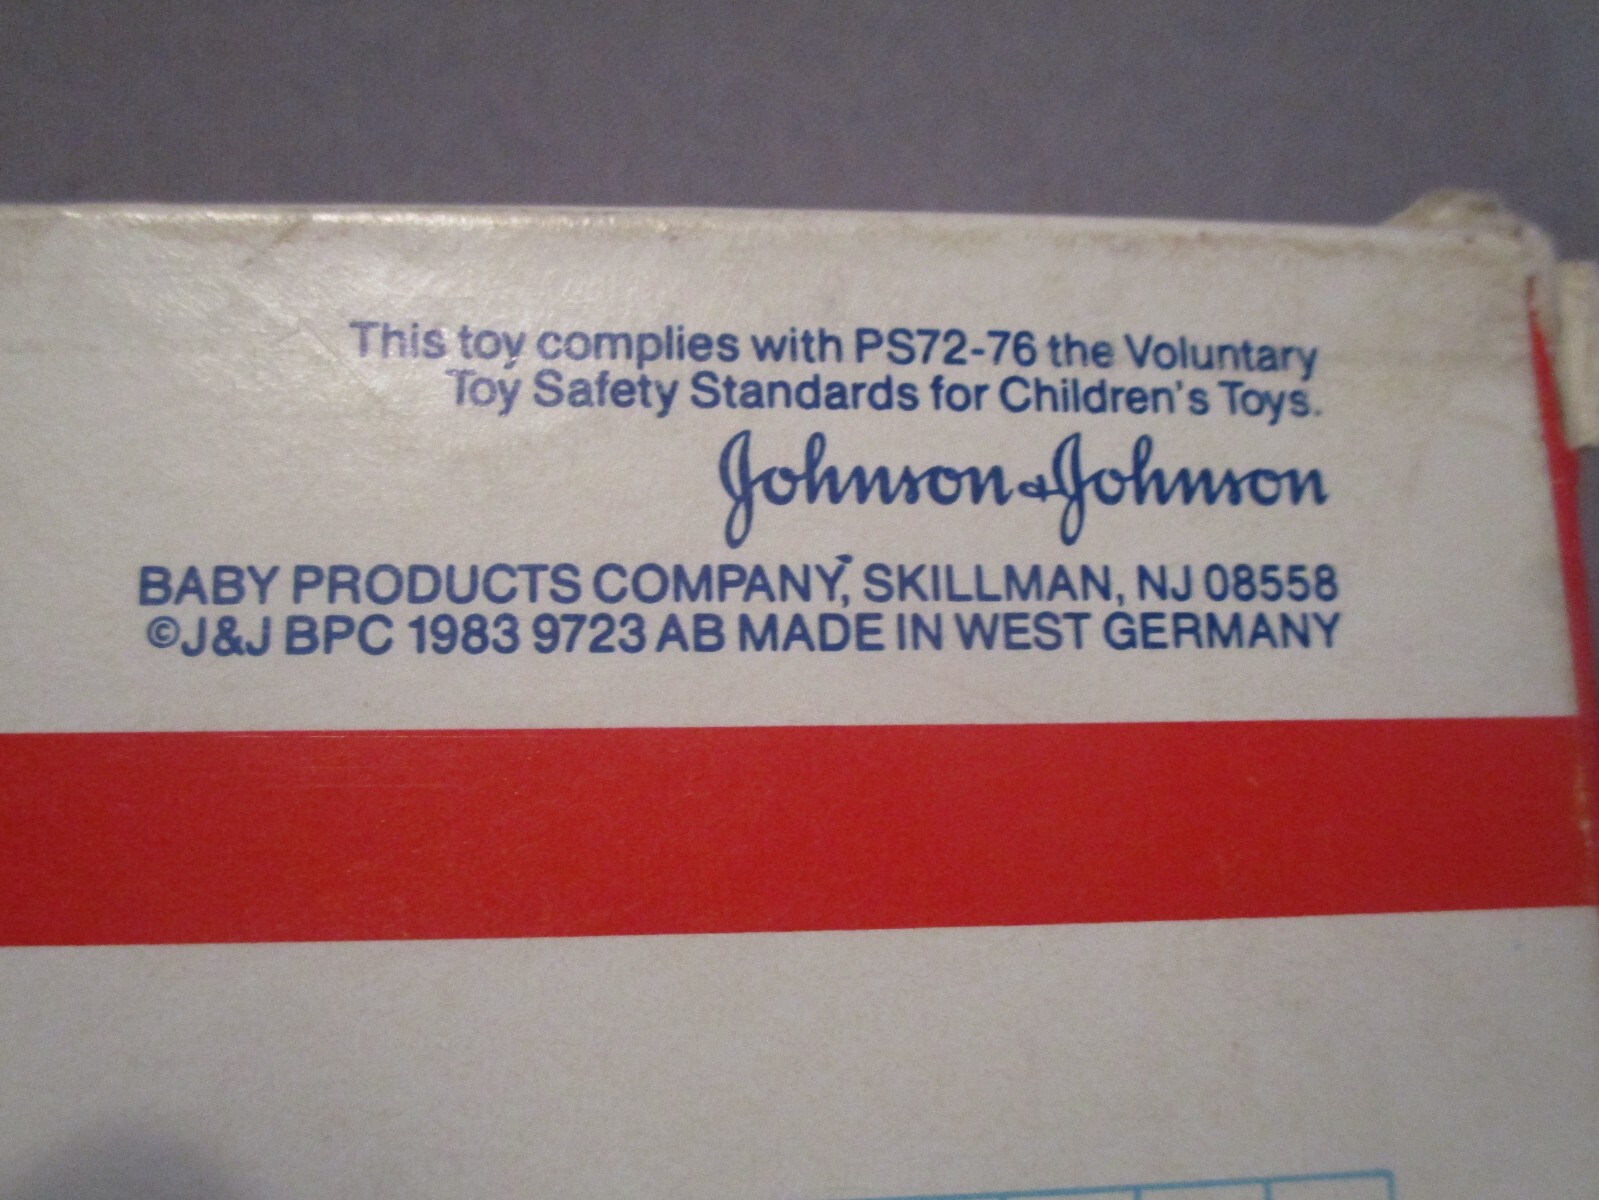 This toy complies with PS72-76 the Voluntary
Toy Safety Standards for Children's Toys.
Johnson & Johnson
BABY PRODUCTS COMPANY, SKILLMAN, NJ 08558
©J&J BPC 1983 9723 AB MADE IN WEST GERMANY